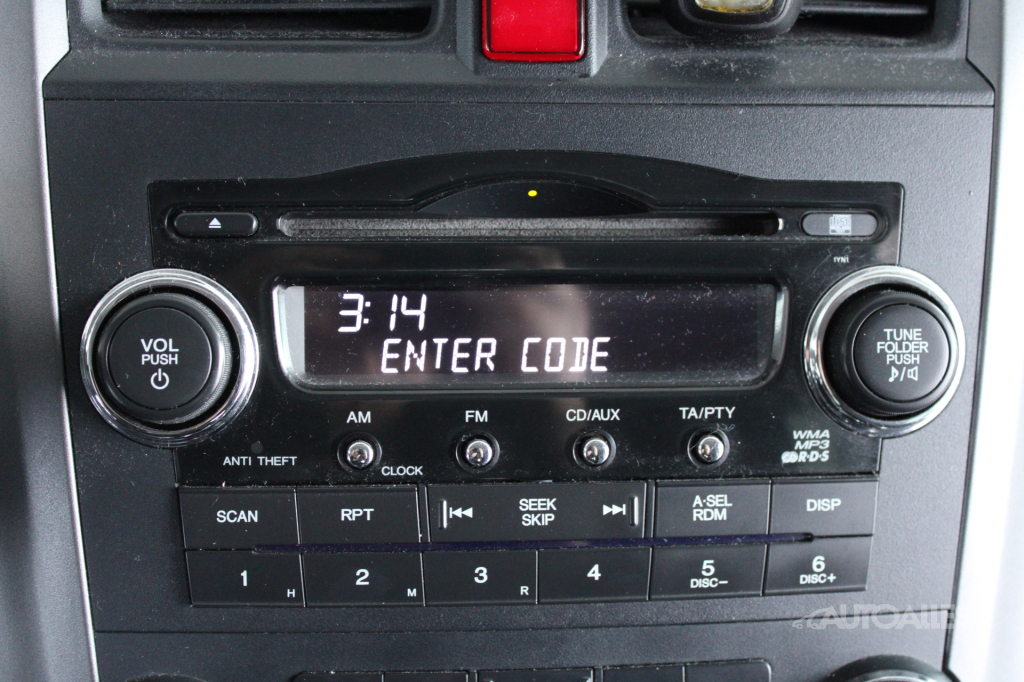 1YN1
3:14
ENTER CODE
VOL
PUSH
TUNE
FOLDER
PUSH
AM
FM
CD/AUX
TA/PTY
ANTI THEFT
CLOCK
WMA
MP3
R·D·S
SCAN
RPT
SEEK
SKIP
A·SEL
RDM
DISP
1
H
2
M
3
R
4
5
DISC−
6
DISC+